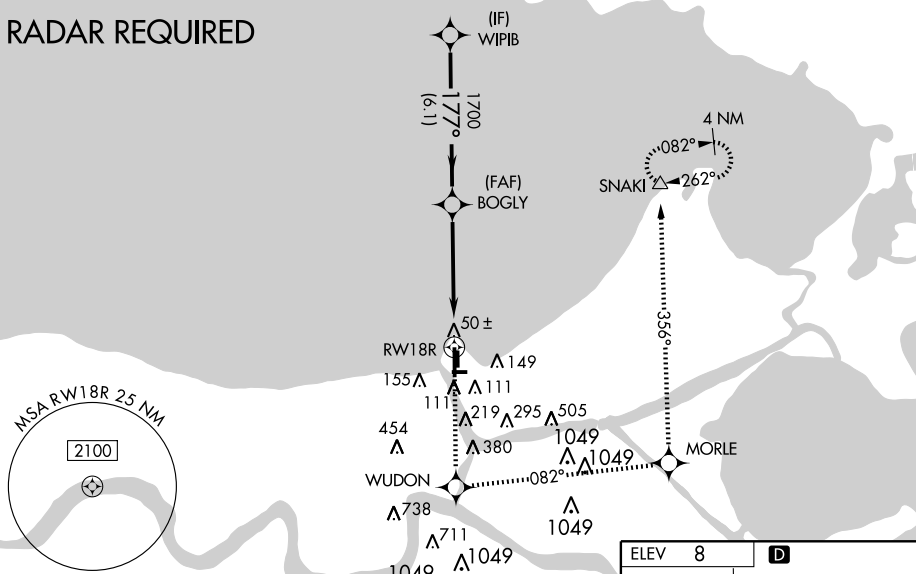 RADAR REQUIRED
(IF)
WIPIB
1700
177°
(6.1)
4 NM
082°
262°
SNAKI
(FAF)
BOGLY
50 ±
RW18R
149
155
111
111
356°
MSA RW18R 25 NM
2100
219
295
505
454
380
1049
1049
MORLE
WUDON
082°
738
1049
711
1049
1049
ELEV 8
D